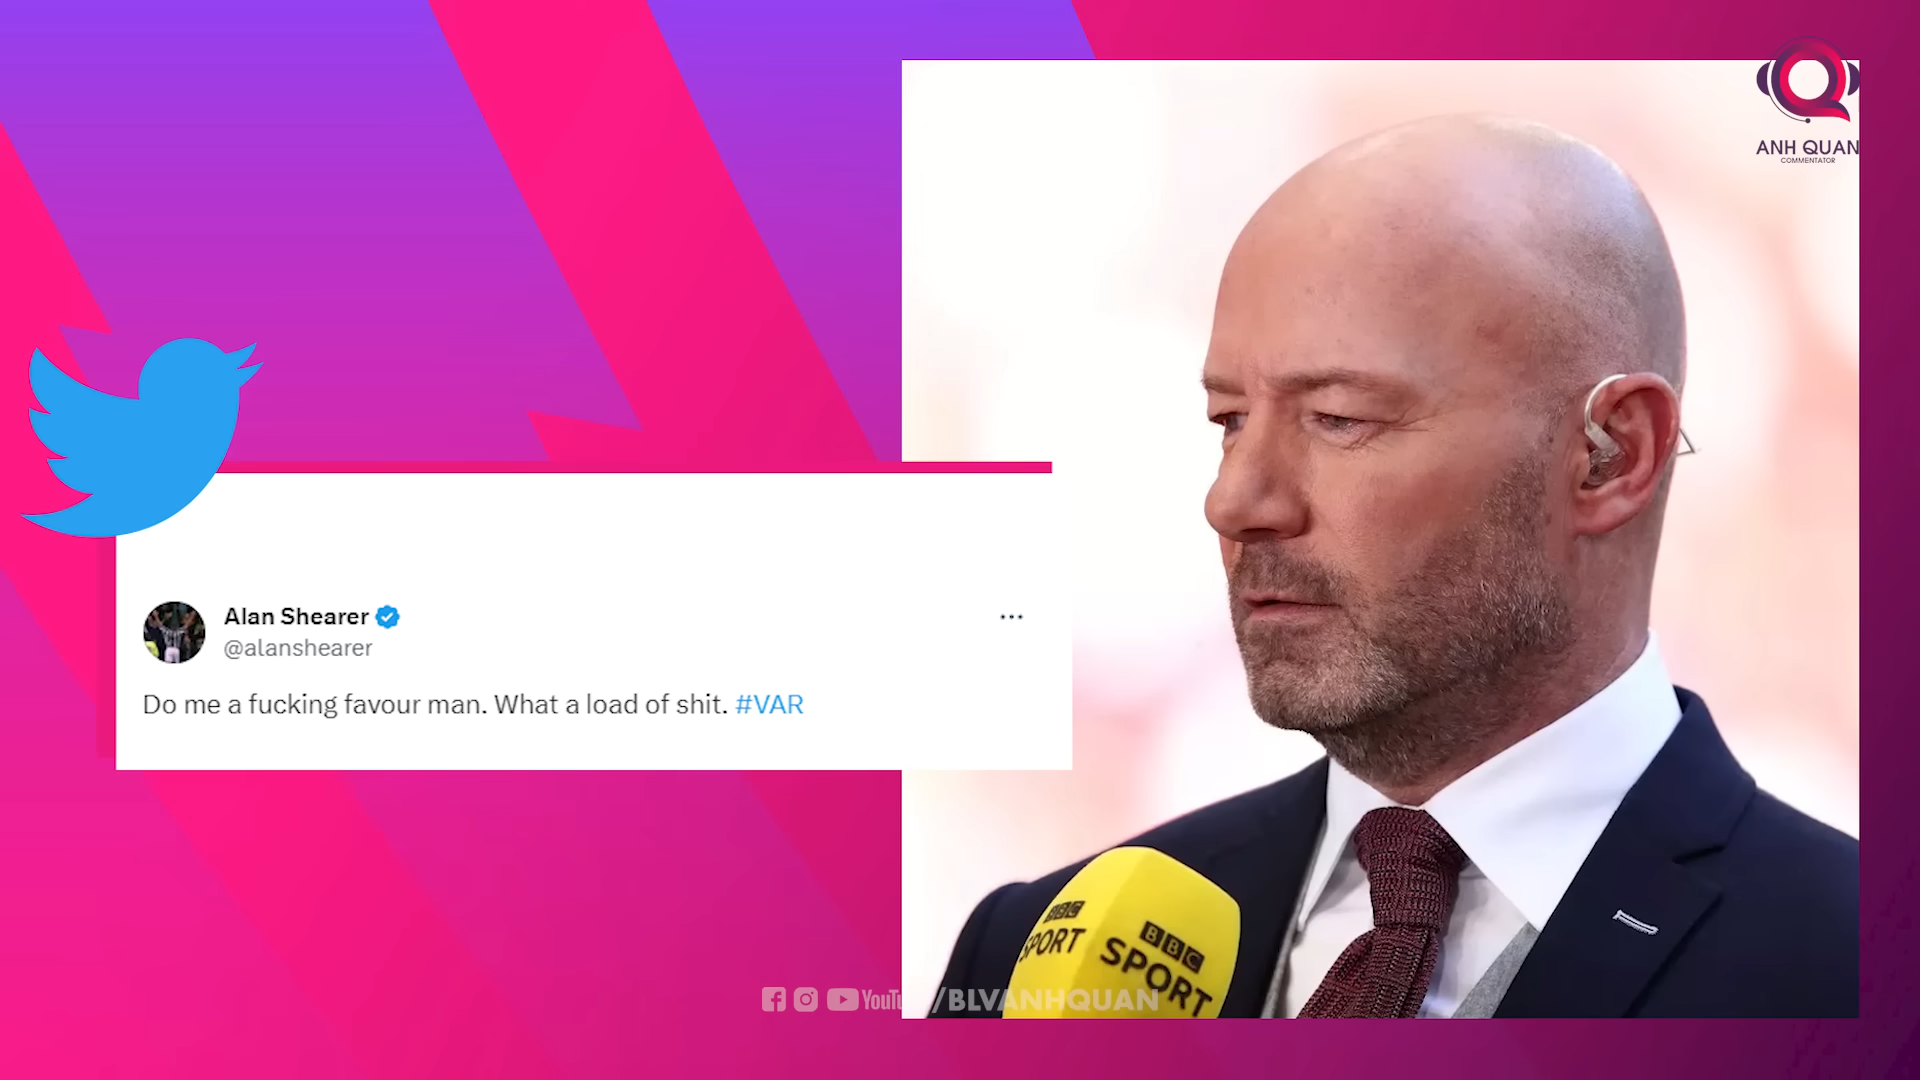 ANH QUAN
COMMENTATOR
Alan Shearer
@alanshearer
Do me a fucking favour man. What a load of shit. #VAR
BBC
SPORT
BBC
SPORT
/BLVANHQUAN